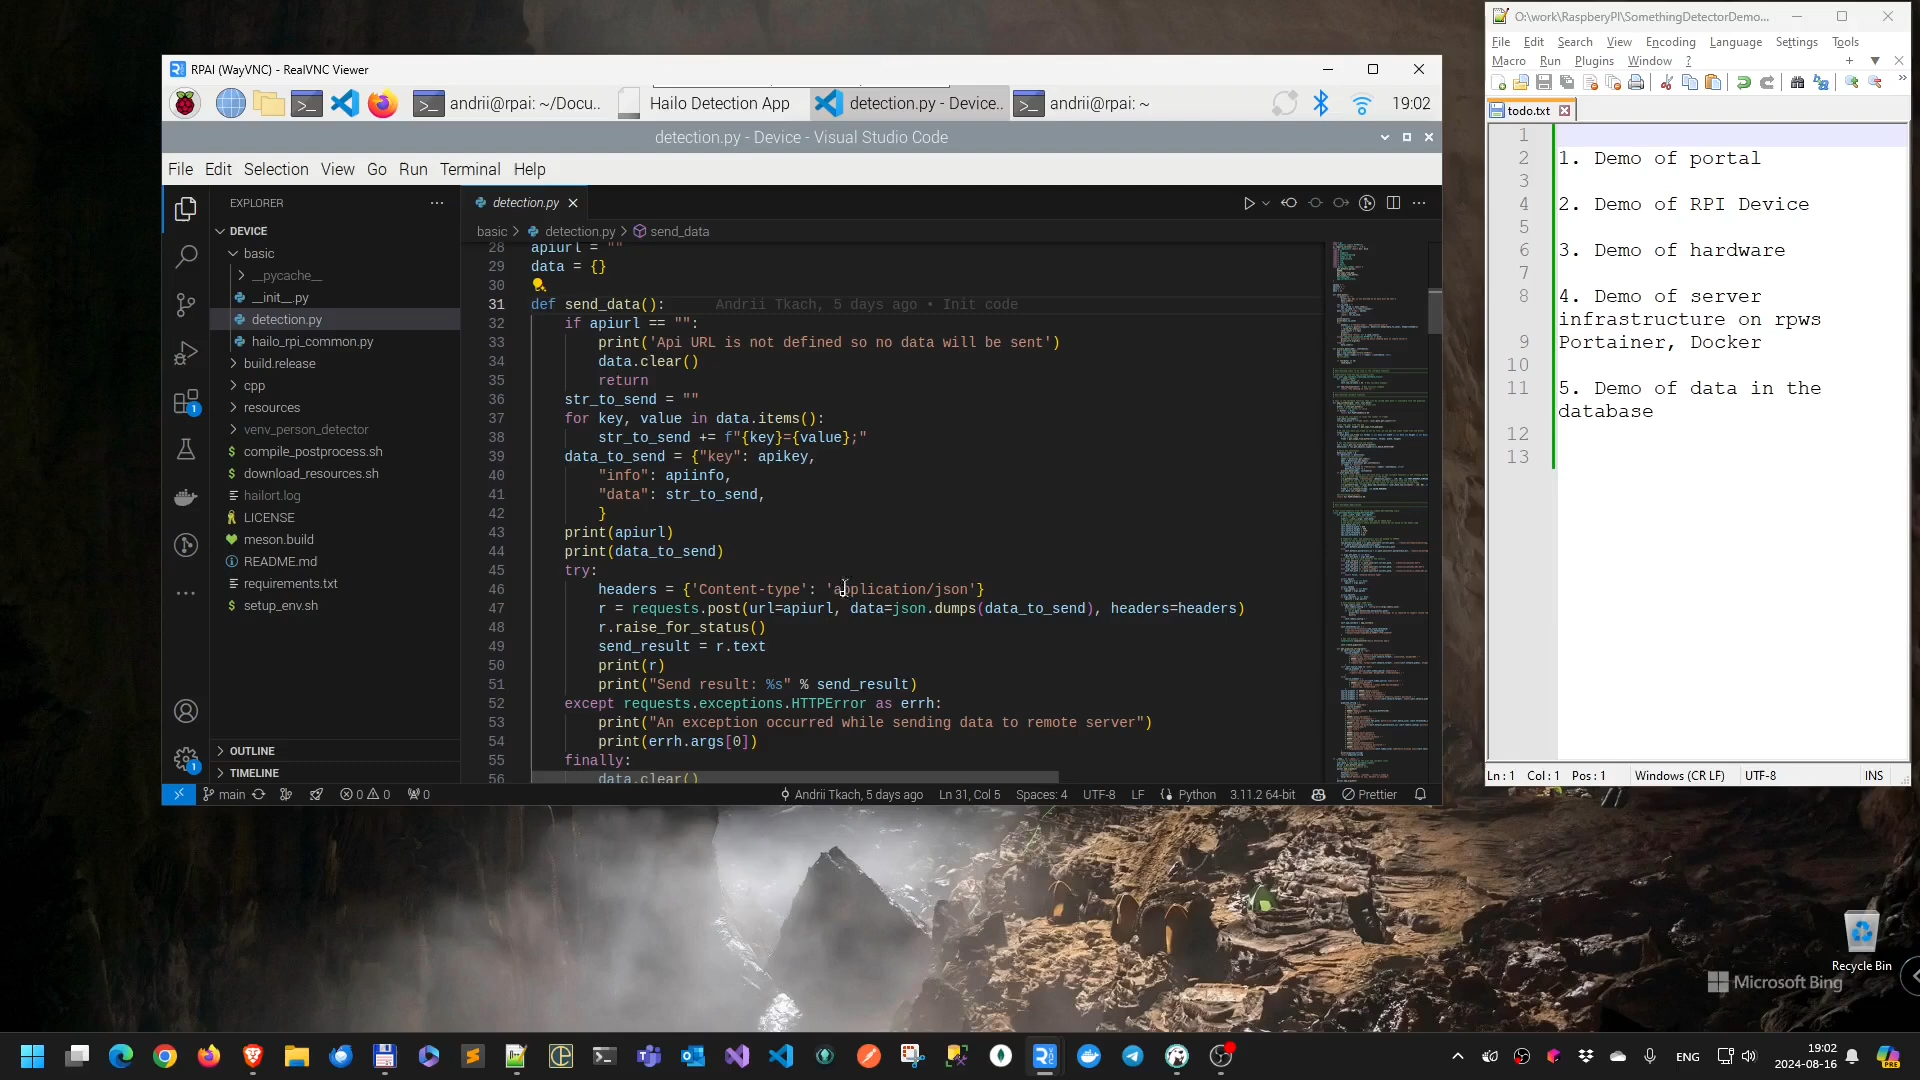 RPAI (WayVNC) - RealVNC Viewer
andrii@rpai: ~/Docu..
Hailo Detection App
detection.py - Device..
andrii@rpai: ~
19:02
detection.py - Device - Visual Studio Code
File Edit Selection View Go Run Terminal Help
EXPLORER
DEVICE
basic
__pycache__
__init__.py
detection.py
hailo_rpi_common.py
build.release
cpp
resources
venv_person_detector
compile_postprocess.sh
download_resources.sh
hailort.log
LICENSE
meson.build
README.md
requirements.txt
setup_env.sh
OUTLINE
TIMELINE
1
1
detection.py
basic > detection.py > send_data
28 apiurl = ""
29 data = {}
30
31 def send_data(): Andrii Tkach, 5 days ago • Init code
32 if apiurl == "":
33 print('Api URL is not defined so no data will be sent')
34 data.clear()
35 return
36 str_to_send = ""
37 for key, value in data.items():
38 str_to_send += f"{key}={value};"
39 data_to_send = {"key": apikey,
40 "info": apiinfo,
41 "data": str_to_send,
42 }
43 print(apiurl)
44 print(data_to_send)
45 try:
46 headers = {'Content-type': 'application/json'}
47 r = requests.post(url=apiurl, data=json.dumps(data_to_send), headers=headers)
48 r.raise_for_status()
49 send_result = r.text
50 print(r)
51 print("Send result: %s" % send_result)
52 except requests.exceptions.HTTPError as errh:
53 print("An exception occurred while sending data to remote server")
54 print(errh.args[0])
55 finally:
56 data.clear()
main 0 0 0 Andrii Tkach, 5 days ago Ln 31, Col 5 Spaces: 4 UTF-8 LF Python 3.11.2 64-bit Prettier
O:\work\RaspberyPI\SomethingDetectorDemo...
File Edit Search View Encoding Language Settings Tools
Macro Run Plugins Window ?
todo.txt
1
2 1. Demo of portal
3
4 2. Demo of RPI Device
5
6 3. Demo of hardware
7
8 4. Demo of server
infrastructure on rpws
9 Portainer, Docker
10
11 5. Demo of data in the
database
12
13
Ln : 1 Col : 1 Pos : 1 Windows (CR LF) UTF-8 INS
Recycle Bin
Microsoft Bing
ENG
19:02
2024-08-16
PRE